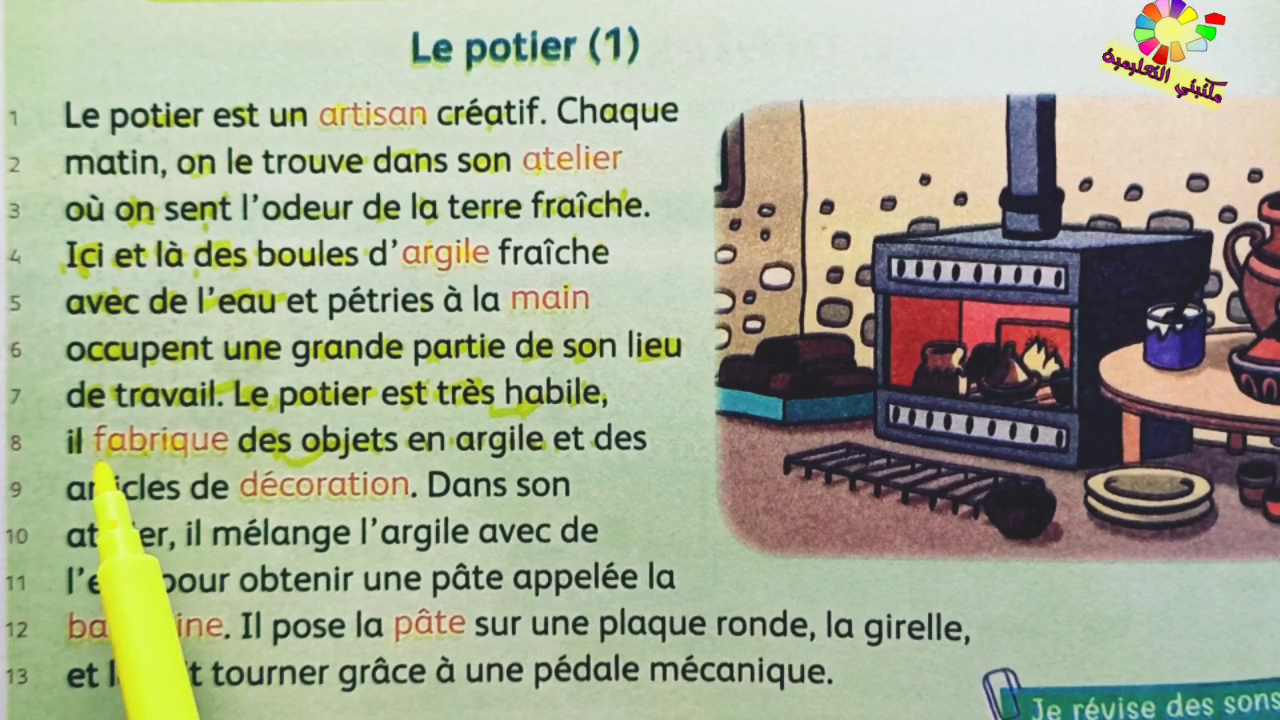 Le potier (1)
مكتبتي التعليمية
1 Le potier est un artisan créatif. Chaque
2 matin, on le trouve dans son atelier
3 où on sent l'odeur de la terre fraîche.
4 Ici et là des boules d'argile fraîche
5 avec de l'eau et pétries à la main
6 occupent une grande partie de son lieu
7 de travail. Le potier est très habile,
8 il fabrique des objets en argile et des
9 de décoration. Dans son
10 il mélange l'argile avec de
11 pour obtenir une pâte appelée la
12 Il pose la pâte sur une plaque ronde, la girelle,
13 et tourner grâce à une pédale mécanique.
Je révise des sons